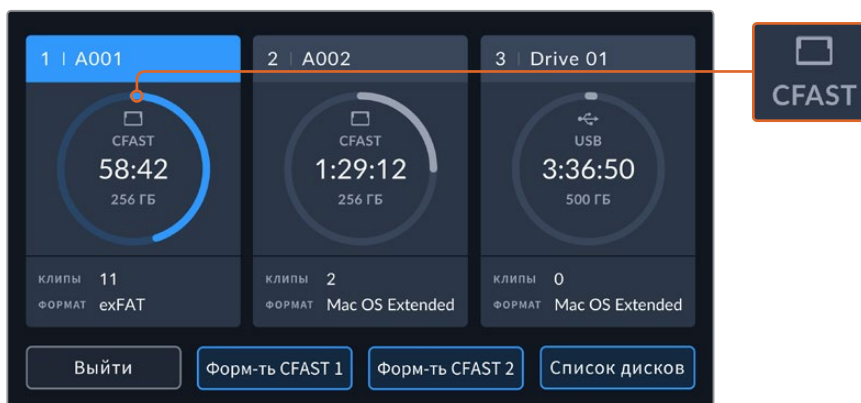 1 | A001
CFAST
58:42
256 ГБ
клипы 11
формат exFAT
2 | A002
CFAST
1:29:12
256 ГБ
клипы 2
формат Mac OS Extended
3 | Drive 01
USB
3:36:50
500 ГБ
клипы 0
формат Mac OS Extended
Выйти
Форм-ть CFAST 1
Форм-ть CFAST 2
Список дисков
CFAST